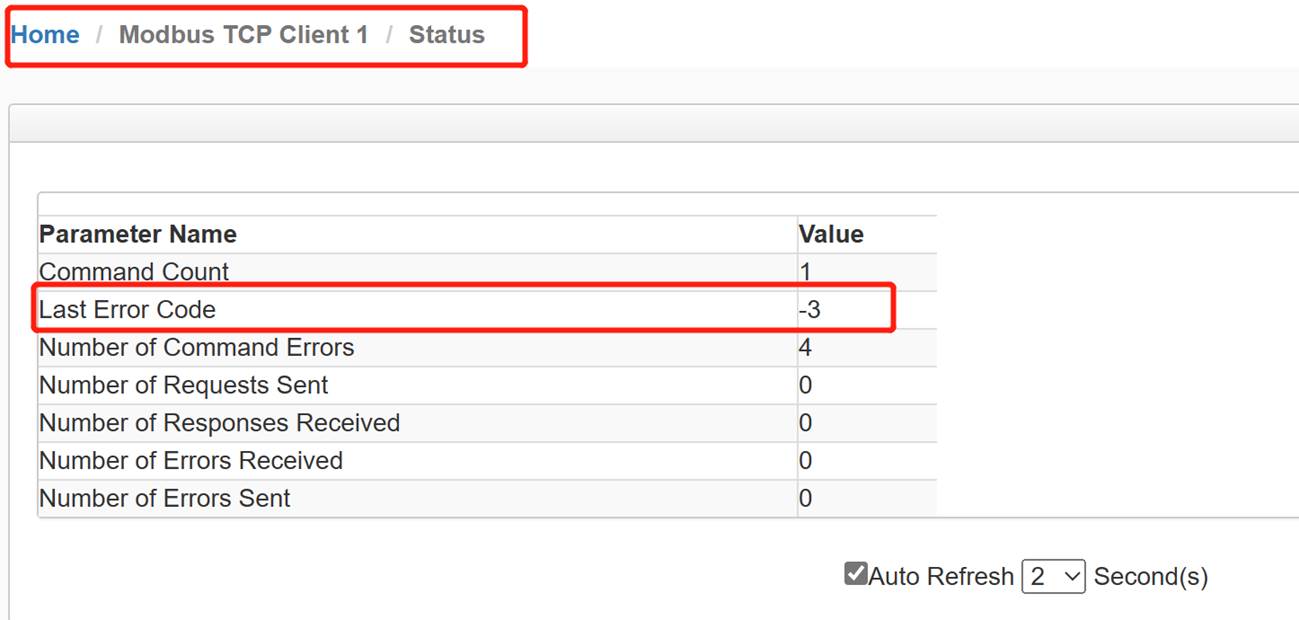 Home / Modbus TCP Client 1 / Status
Parameter Name Value
Command Count 1
Last Error Code -3
Number of Command Errors 4
Number of Requests Sent 0
Number of Responses Received 0
Number of Errors Received 0
Number of Errors Sent 0
Auto Refresh 2 Second(s)